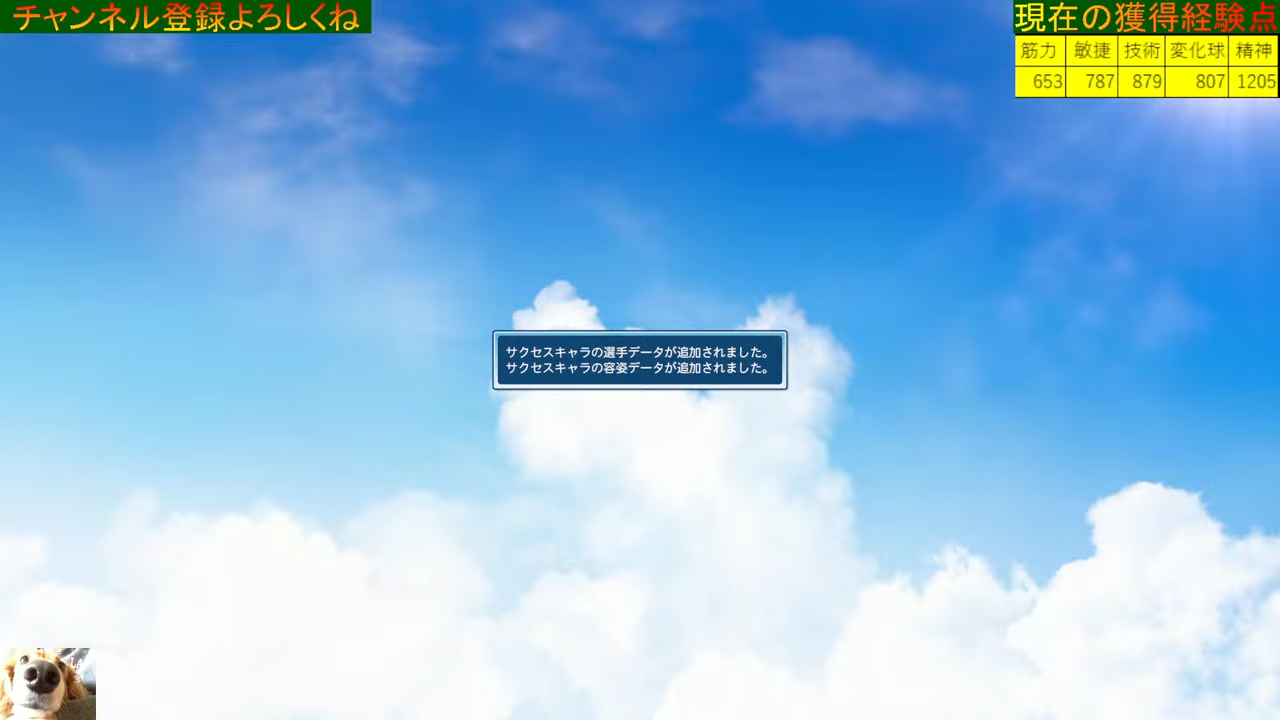 チャンネル登録よろしくね
現在の獲得経験点
筋力 敏捷 技術 変化球 精神
653 787 879 807 1205
サクセスキャラの選手データが追加されました。
サクセスキャラの容姿データが追加されました。